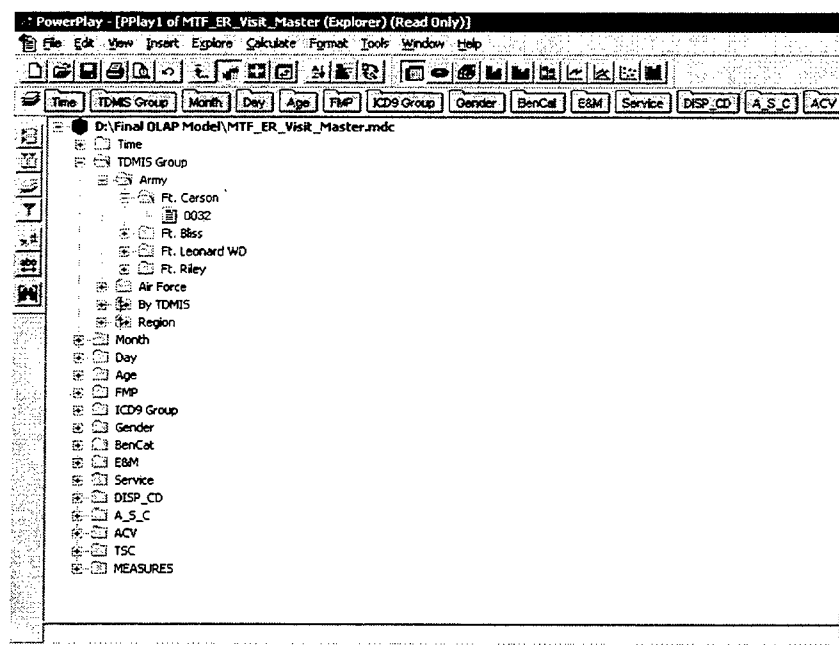 PowerPlay - [PPlay1 of MTF_ER_Visit_Master (Explorer) (Read Only)]
File Edit View Insert Explore Calculate Format Tools Window Help
Time TDMIS Group Month Day Age FMP ICD9 Group Gender BenCat E&M Service DISP_CD A_S_C ACV
D:\Final OLAP Model\MTF_ER_Visit_Master.mdc
Time
TDMIS Group
Army
Ft. Carson
0032
Ft. Bliss
Ft. Leonard WD
Ft. Riley
Air Force
By TDMIS
Region
Month
Day
Age
FMP
ICD9 Group
Gender
BenCat
E&M
Service
DISP_CD
A_S_C
ACV
TSC
MEASURES